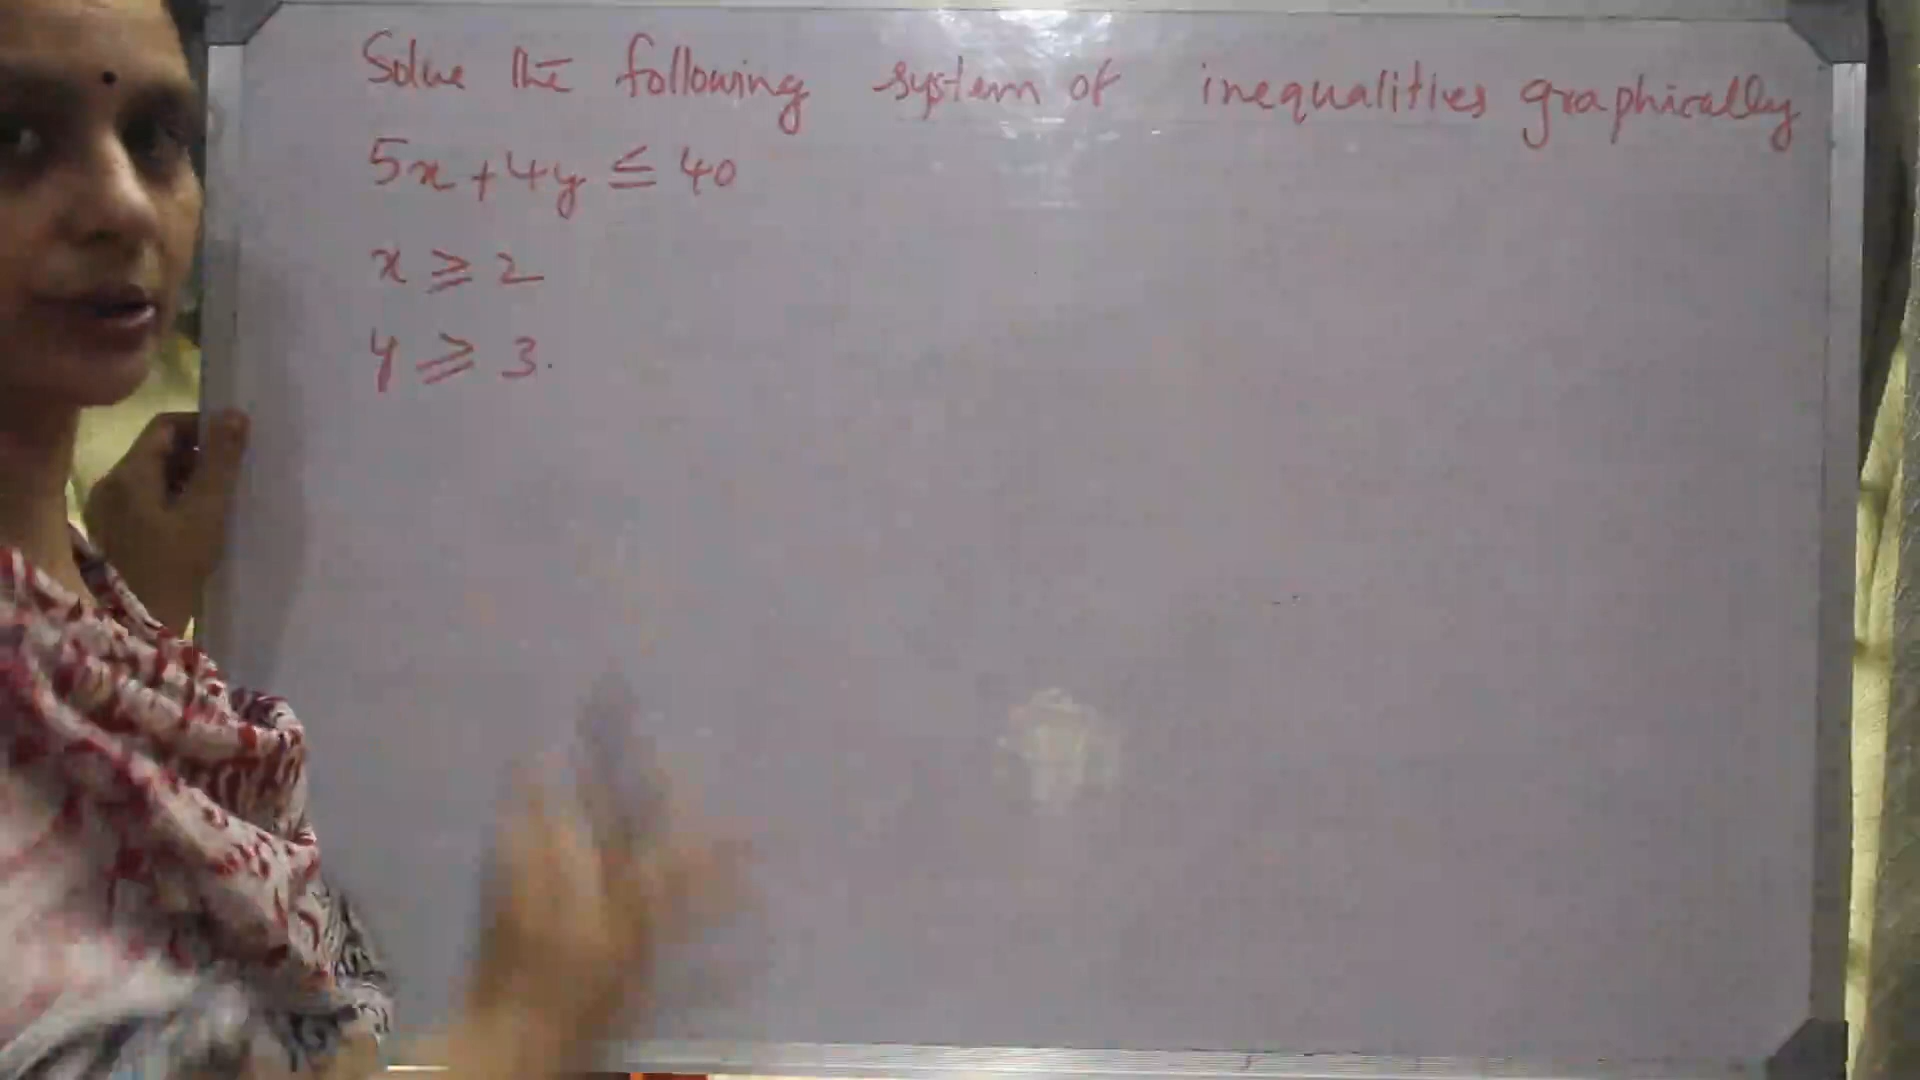 Solve the following system of inequalities graphically
5x + 4y ≤ 40
x ≥ 2
y ≥ 3.